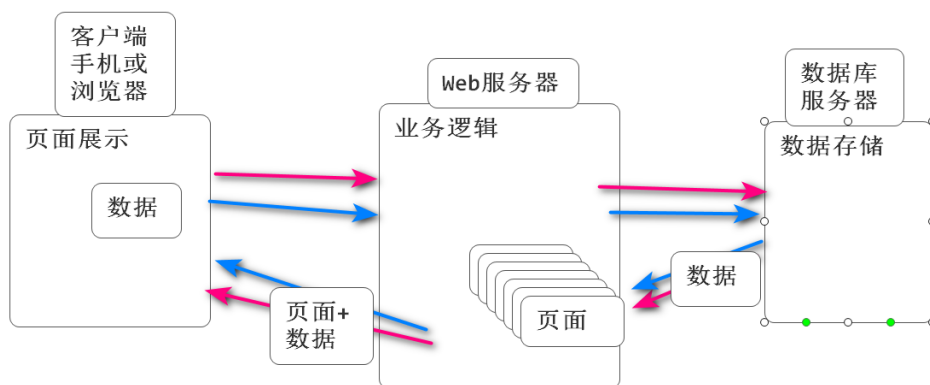 客户端
手机或
浏览器
页面展示
数据
Web服务器
业务逻辑
页面
页面+
数据
数据库
服务器
数据存储
数据